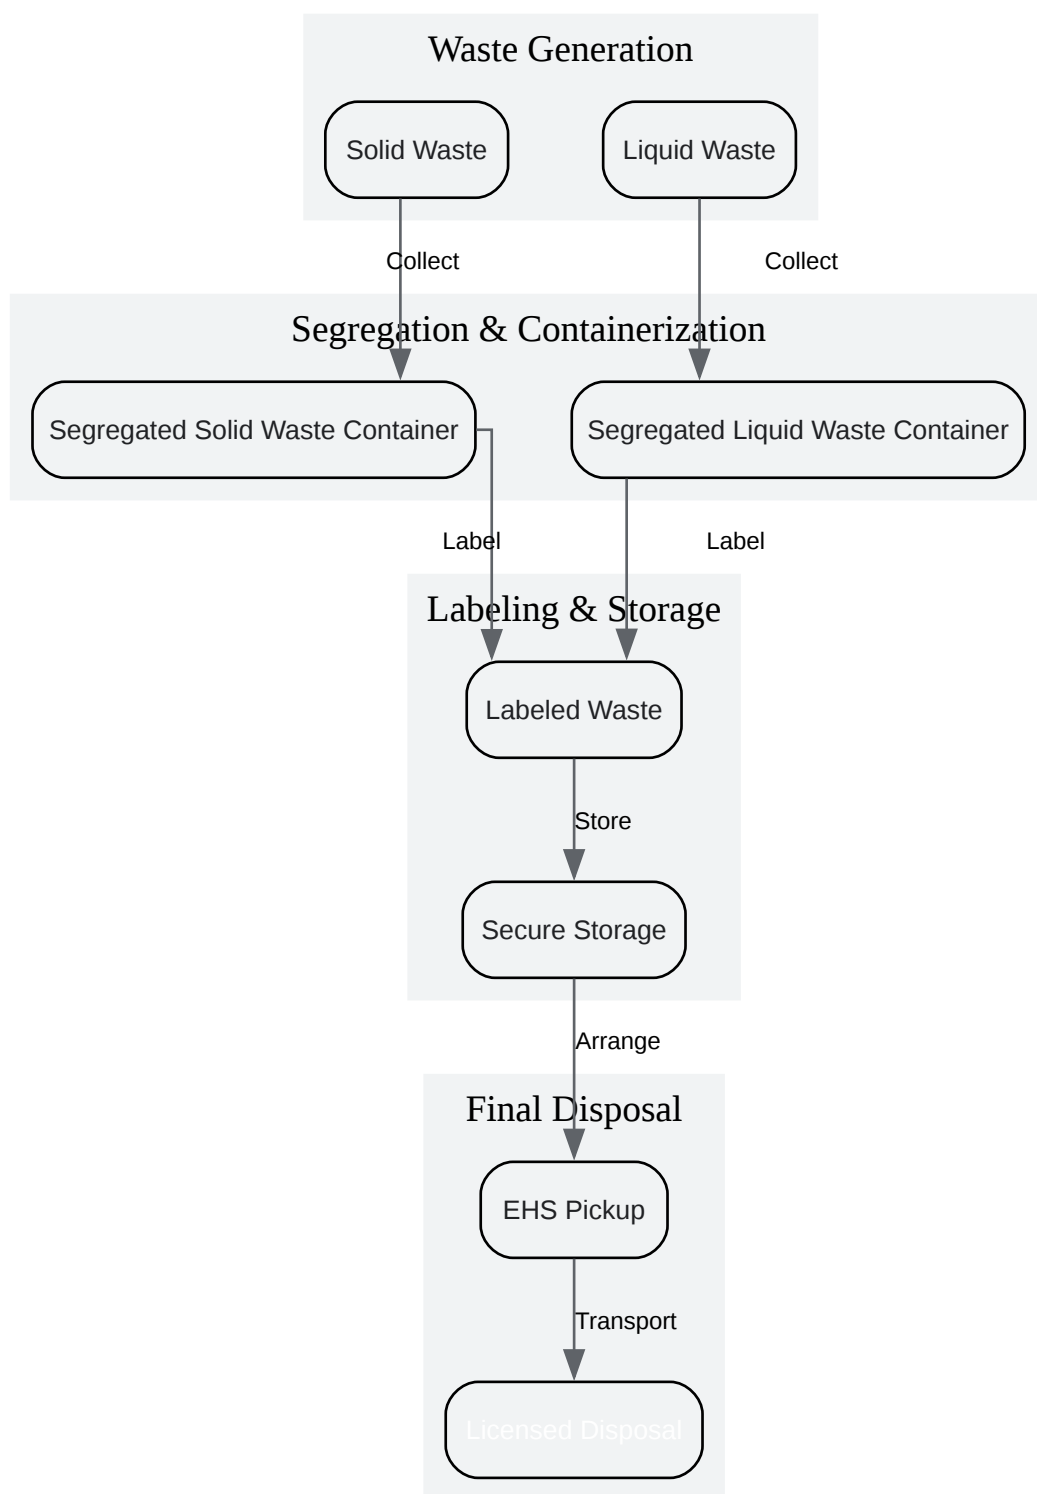 Waste Generation
Solid Waste
Liquid Waste
Collect
Collect
Segregation & Containerization
Segregated Solid Waste Container
Segregated Liquid Waste Container
Label
Label
Labeling & Storage
Labeled Waste
Store
Secure Storage
Arrange
Final Disposal
EHS Pickup
Transport
Licensed Disposal